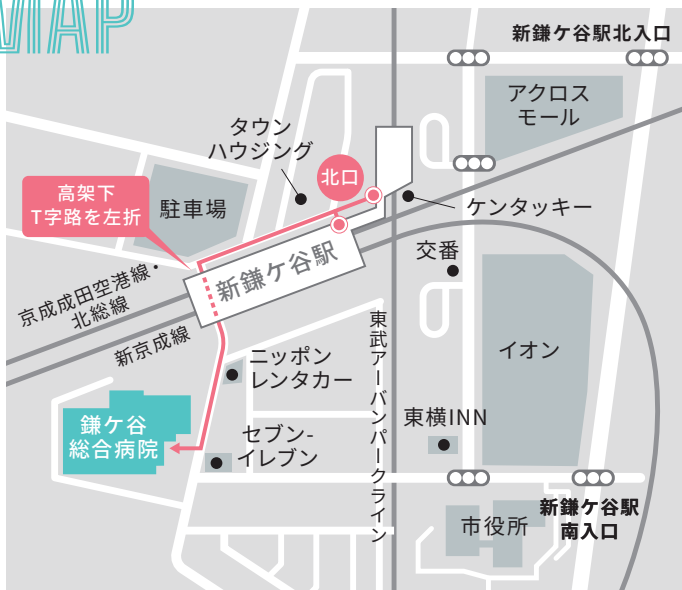 MAP
新鎌ケ谷駅北入口
アクロス
モール
タウン
ハウジング
北口
高架下
T字路を左折
駐車場
ケンタッキー
交番
新鎌ケ谷駅
京成成田空港線・
北総線
新京成線
東武アーバンパークライン
イオン
ニッポン
レンタカー
東横INN
鎌ケ谷
総合病院
セブン-
イレブン
新鎌ケ谷駅
南入口
市役所